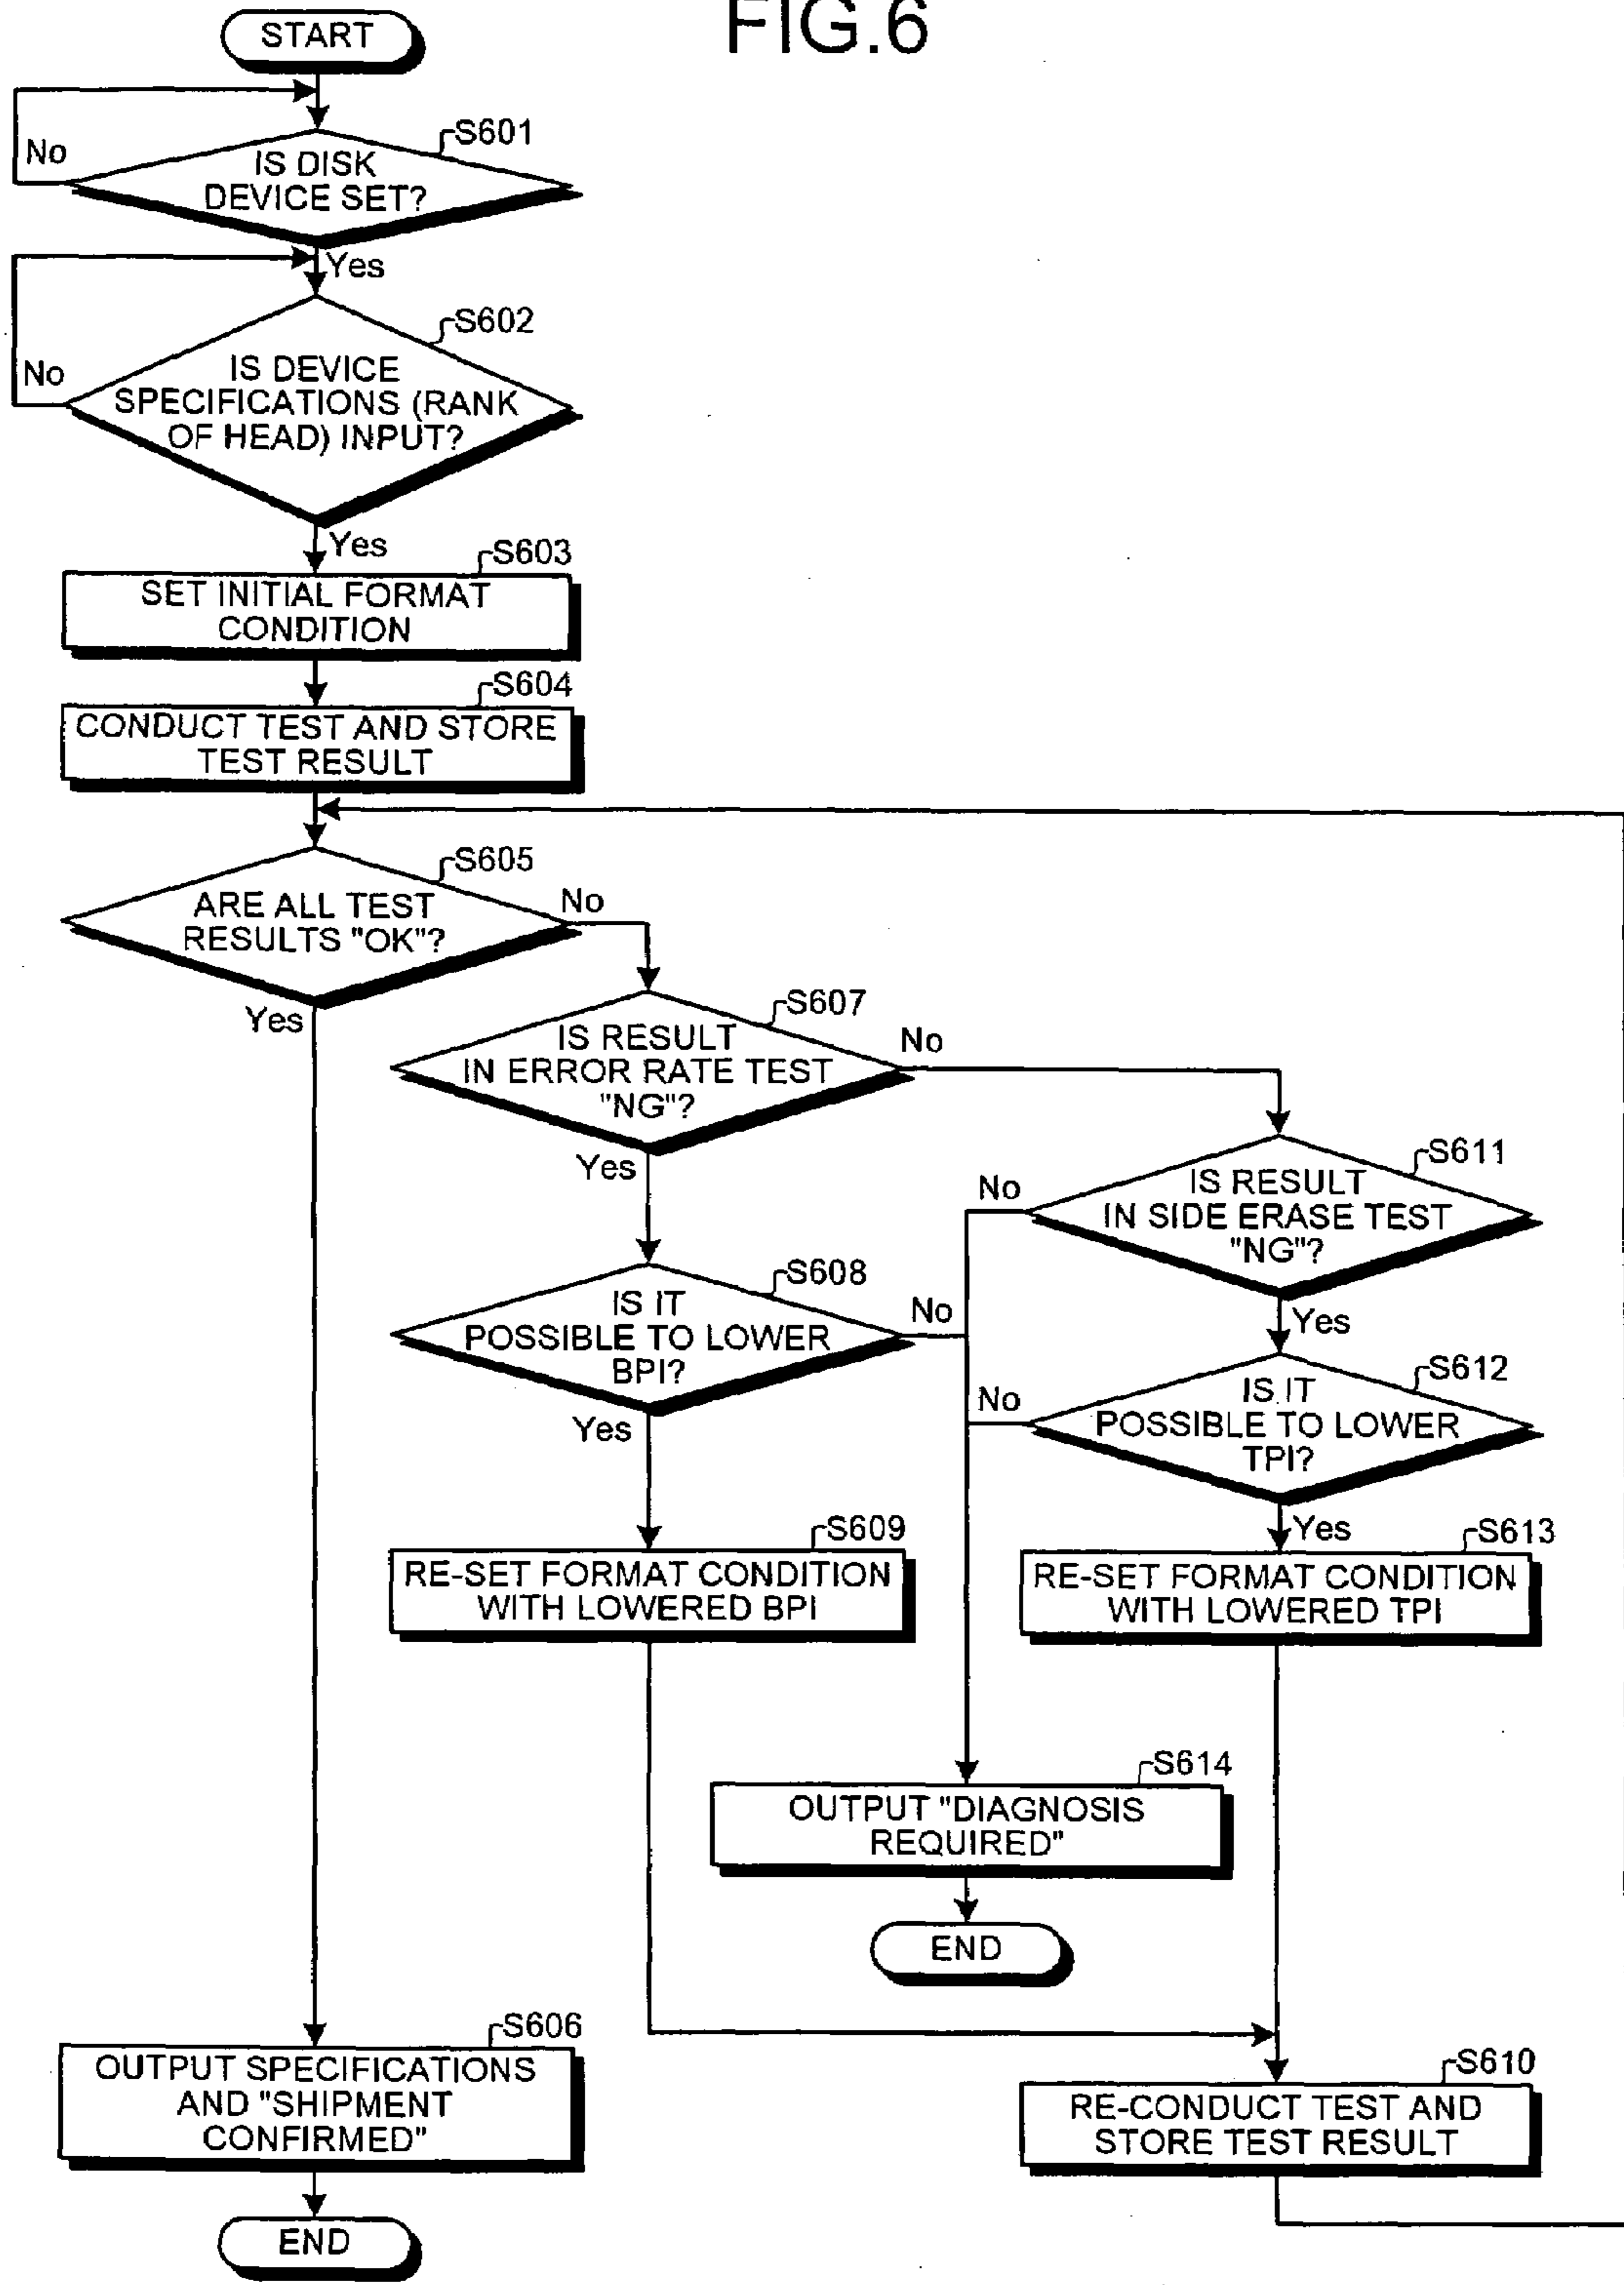 FIG.6
START
S601
No
IS DISK
DEVICE SET?
Yes
S602
No
IS DEVICE
SPECIFICATIONS (RANK
OF HEAD) INPUT?
Yes
S603
SET INITIAL FORMAT
CONDITION
S604
CONDUCT TEST AND STORE
TEST RESULT
S605
ARE ALL TEST
RESULTS "OK"?
No
Yes
S607
IS RESULT
IN ERROR RATE TEST
"NG"?
No
Yes
S611
IS RESULT
IN SIDE ERASE TEST
"NG"?
No
Yes
S608
IS IT
POSSIBLE TO LOWER
BPI?
No
Yes
S612
IS IT
POSSIBLE TO LOWER
TPI?
No
Yes
S609
RE-SET FORMAT CONDITION
WITH LOWERED BPI
S613
RE-SET FORMAT CONDITION
WITH LOWERED TPI
S614
OUTPUT "DIAGNOSIS
REQUIRED"
END
S606
OUTPUT SPECIFICATIONS
AND "SHIPMENT
CONFIRMED"
END
S610
RE-CONDUCT TEST AND
STORE TEST RESULT